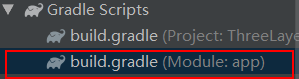 Gradle Scripts
build.gradle (Project: ThreeLaye
build.gradle (Module: app)